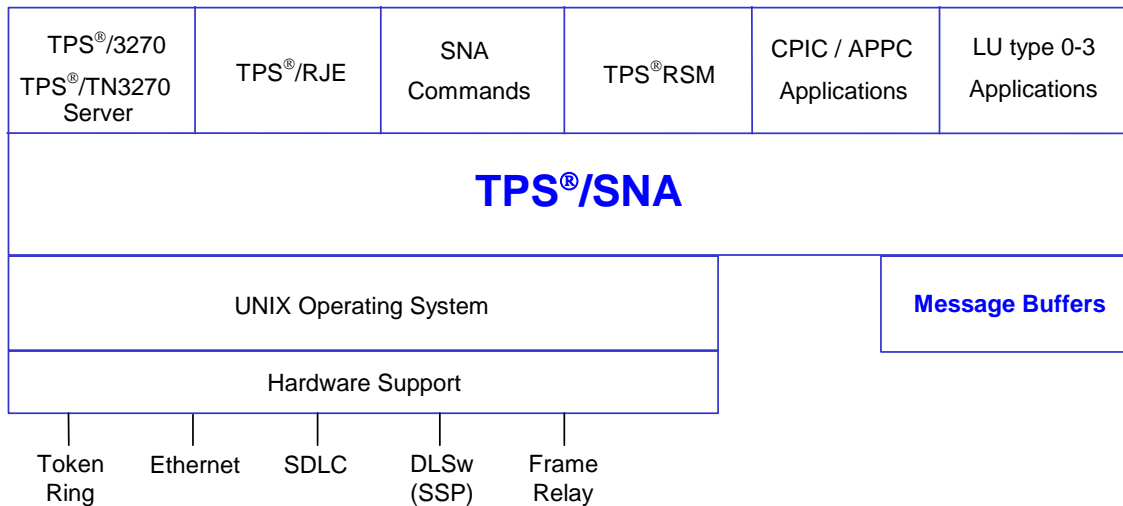 TPS®/3270
TPS®/TN3270
Server
TPS®/RJE
SNA
Commands
TPS®RSM
CPIC / APPC
Applications
LU type 0-3
Applications
TPS®/SNA
UNIX Operating System
Message Buffers
Hardware Support
Token
Ring
Ethernet
SDLC
DLSw
(SSP)
Frame
Relay